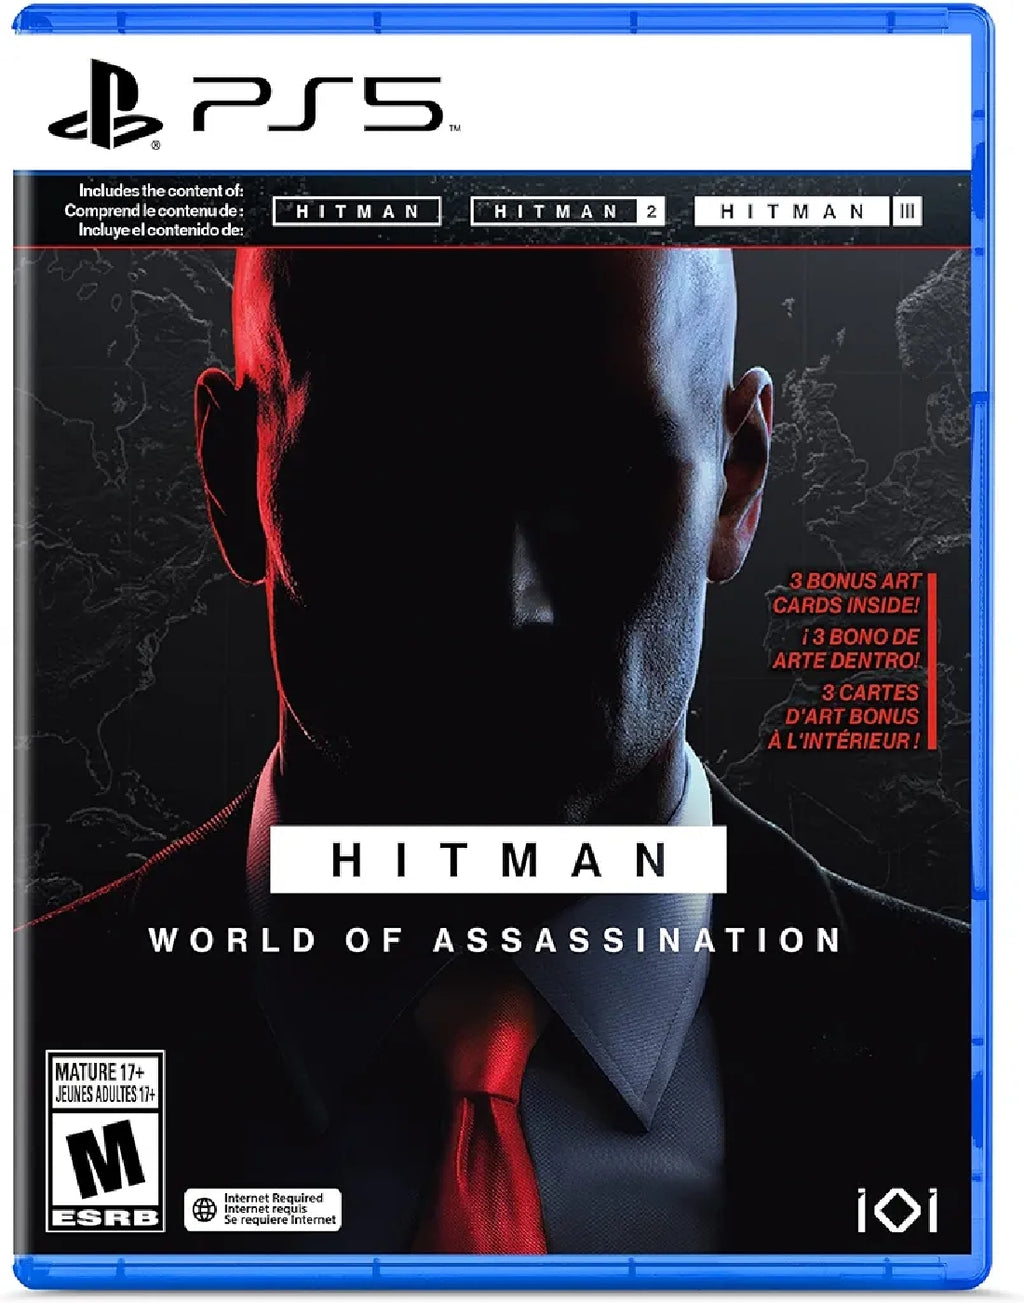 PS5™
®
Includes the content of:
Comprend le contenu de :
Incluye el contenido de:
HITMAN
HITMAN 2
HITMAN III
3 BONUS ART
CARDS INSIDE!
¡ 3 BONO DE
ARTE DENTRO!
3 CARTES
D'ART BONUS
À L'INTÉRIEUR !
HITMAN
WORLD OF ASSASSINATION
MATURE 17+
JEUNES ADULTES 17+
M
ESRB
Internet Required
Internet requis
Se requiere Internet
iOi